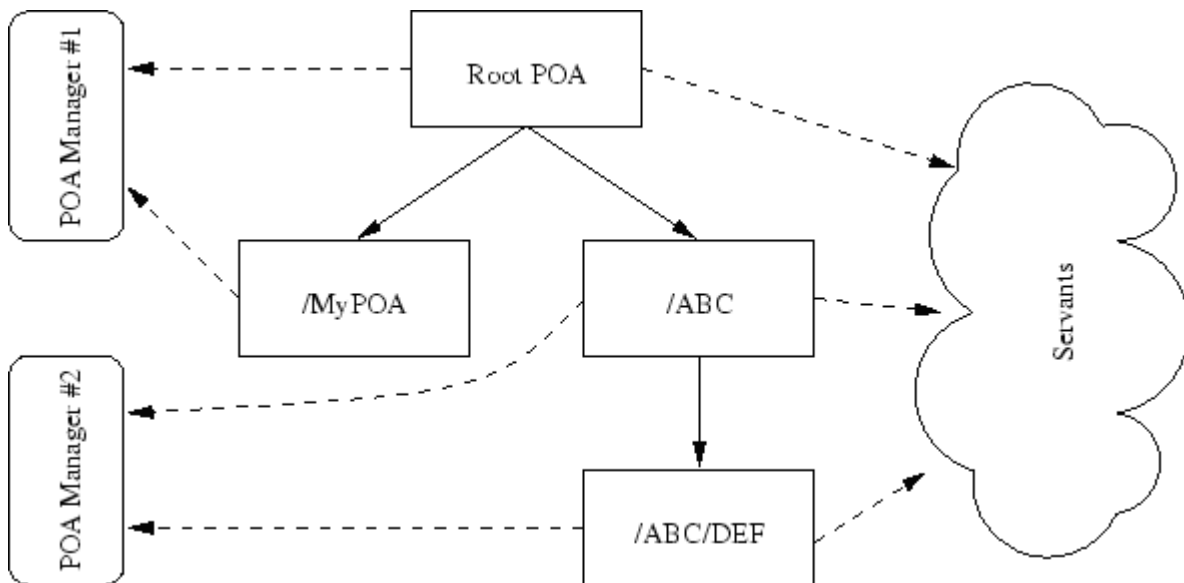 POA Manager #1
Root POA
/MyPOA
/ABC
Servants
POA Manager #2
/ABC/DEF